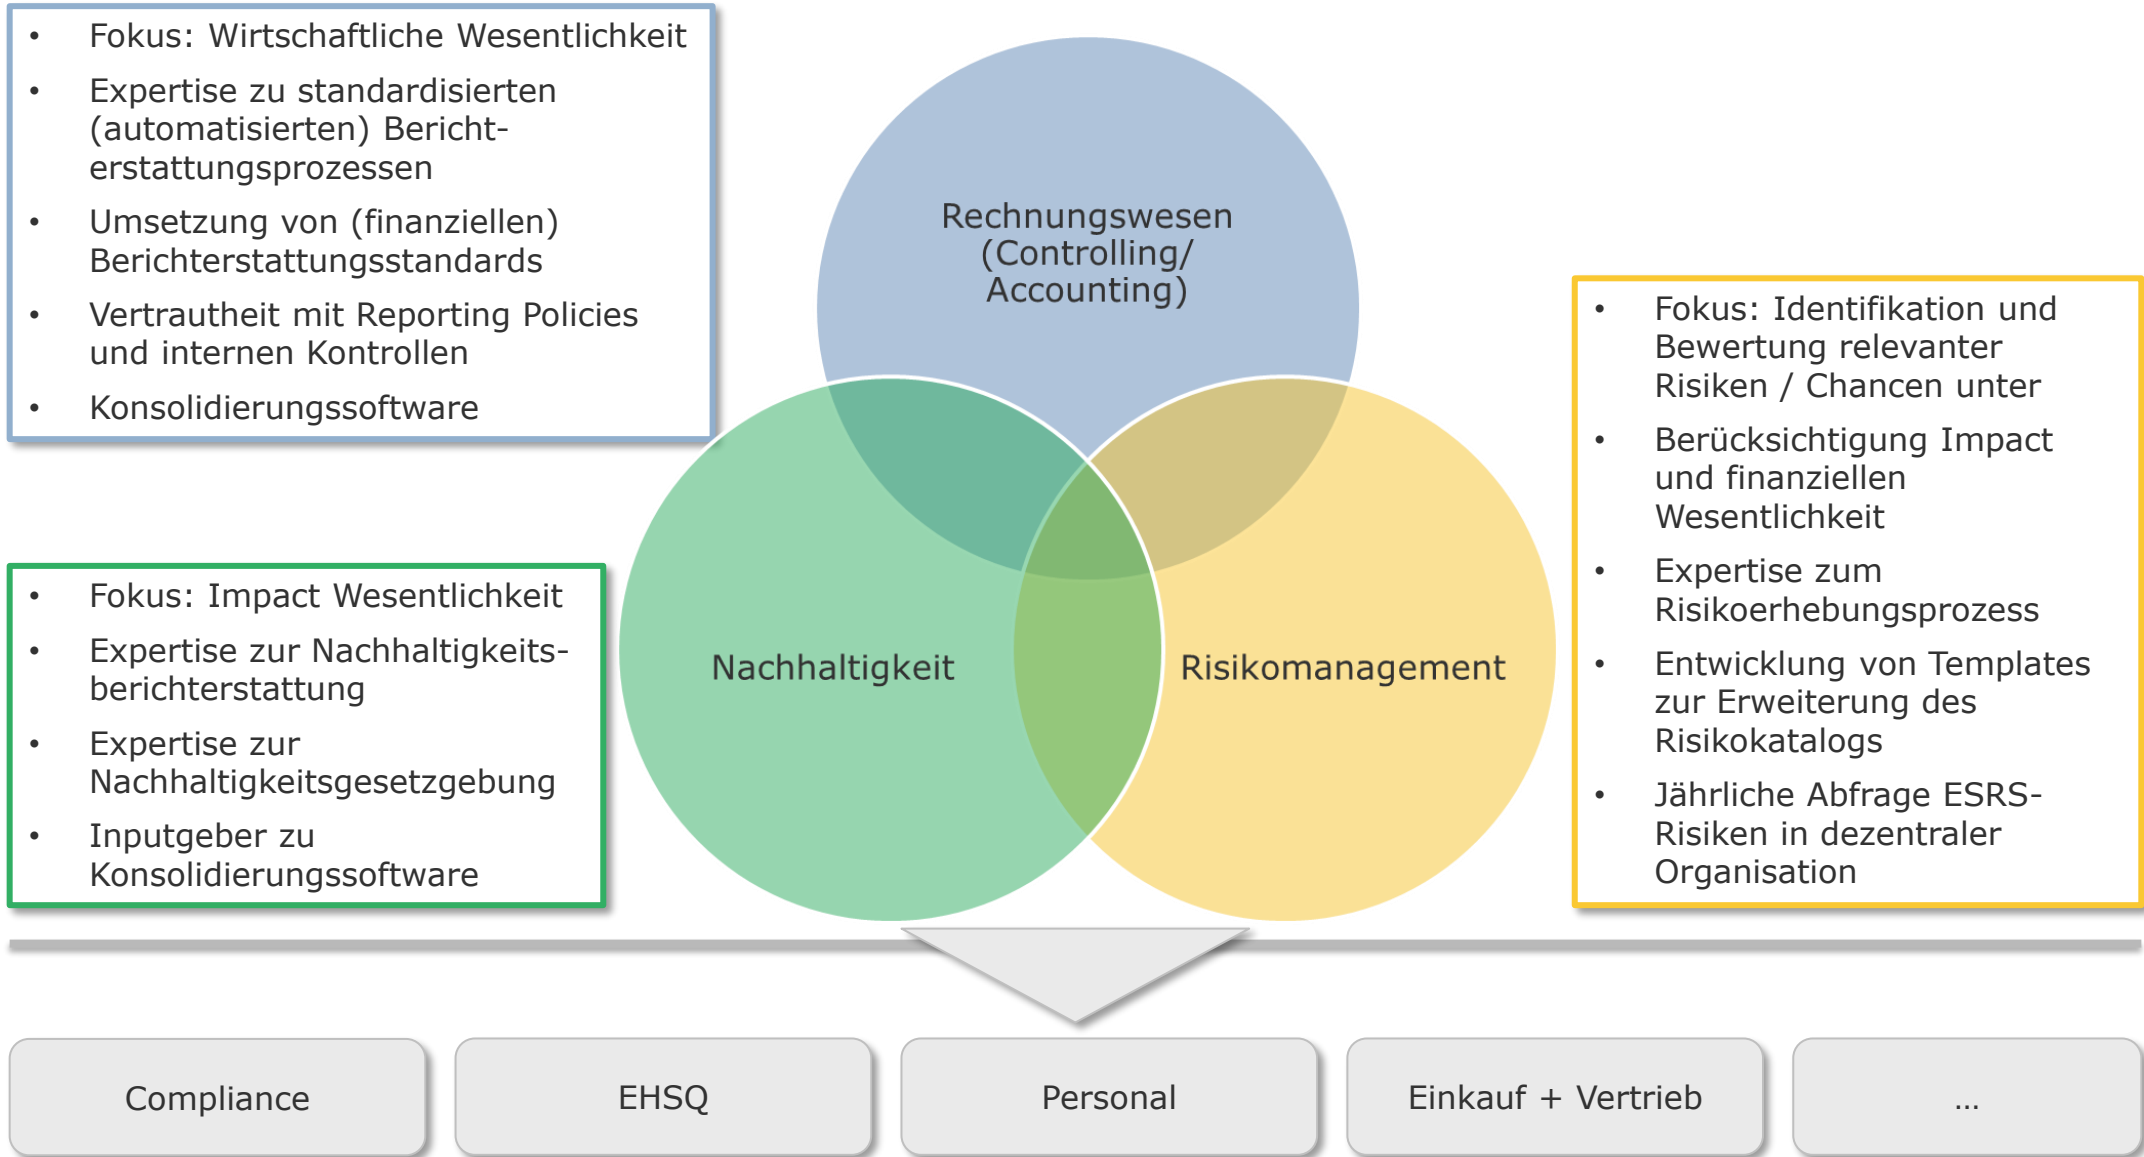 • Fokus: Wirtschaftliche Wesentlichkeit
• Expertise zu standardisierten
(automatisierten) Bericht-
erstattungsprozessen
• Umsetzung von (finanziellen)
Berichterstattungsstandards
• Vertrautheit mit Reporting Policies
und internen Kontrollen
• Konsolidierungssoftware
Rechnungswesen
(Controlling/
Accounting)
• Fokus: Identifikation und
Bewertung relevanter
Risiken / Chancen unter
• Berücksichtigung Impact
und finanziellen
Wesentlichkeit
• Expertise zum
Risikoerhebungsprozess
• Entwicklung von Templates
zur Erweiterung des
Risikokatalogs
• Jährliche Abfrage ESRS-
Risiken in dezentraler
Organisation
• Fokus: Impact Wesentlichkeit
• Expertise zur Nachhaltigkeits-
berichterstattung
• Expertise zur
Nachhaltigkeitsgesetzgebung
• Inputgeber zu
Konsolidierungssoftware
Nachhaltigkeit
Risikomanagement
Compliance
EHSQ
Personal
Einkauf + Vertrieb
…